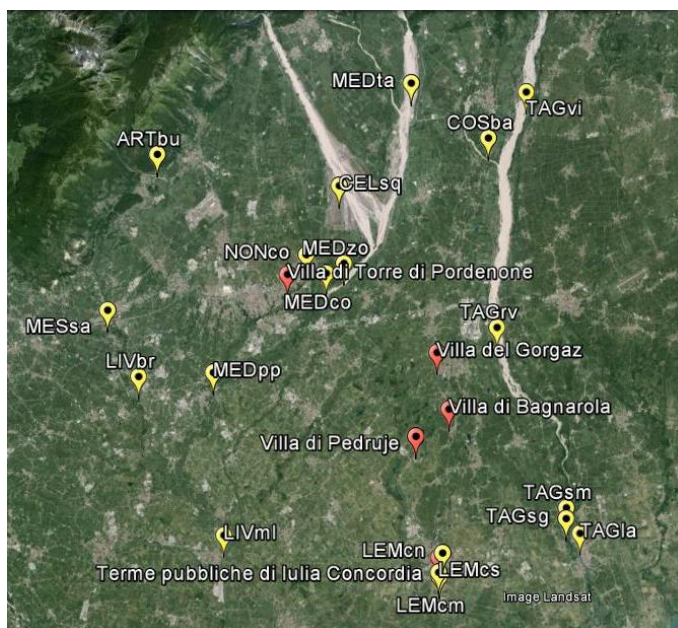 MEDta
TAGvi
COSba
ARTbu
CELsq
NONco
MEDzo
Villa di Torre di Pordenone
MEDco
MESsa
TAGrv
Villa del Gorgaz
LIVbr
MEDpp
Villa di Bagnarola
Villa di Pedruje
TAGsm
TAGsg
TAGla
LIVml
LEMcn
Terme pubbliche di Iulia Concordia
LEMcs
LEMcm
Image Landsat